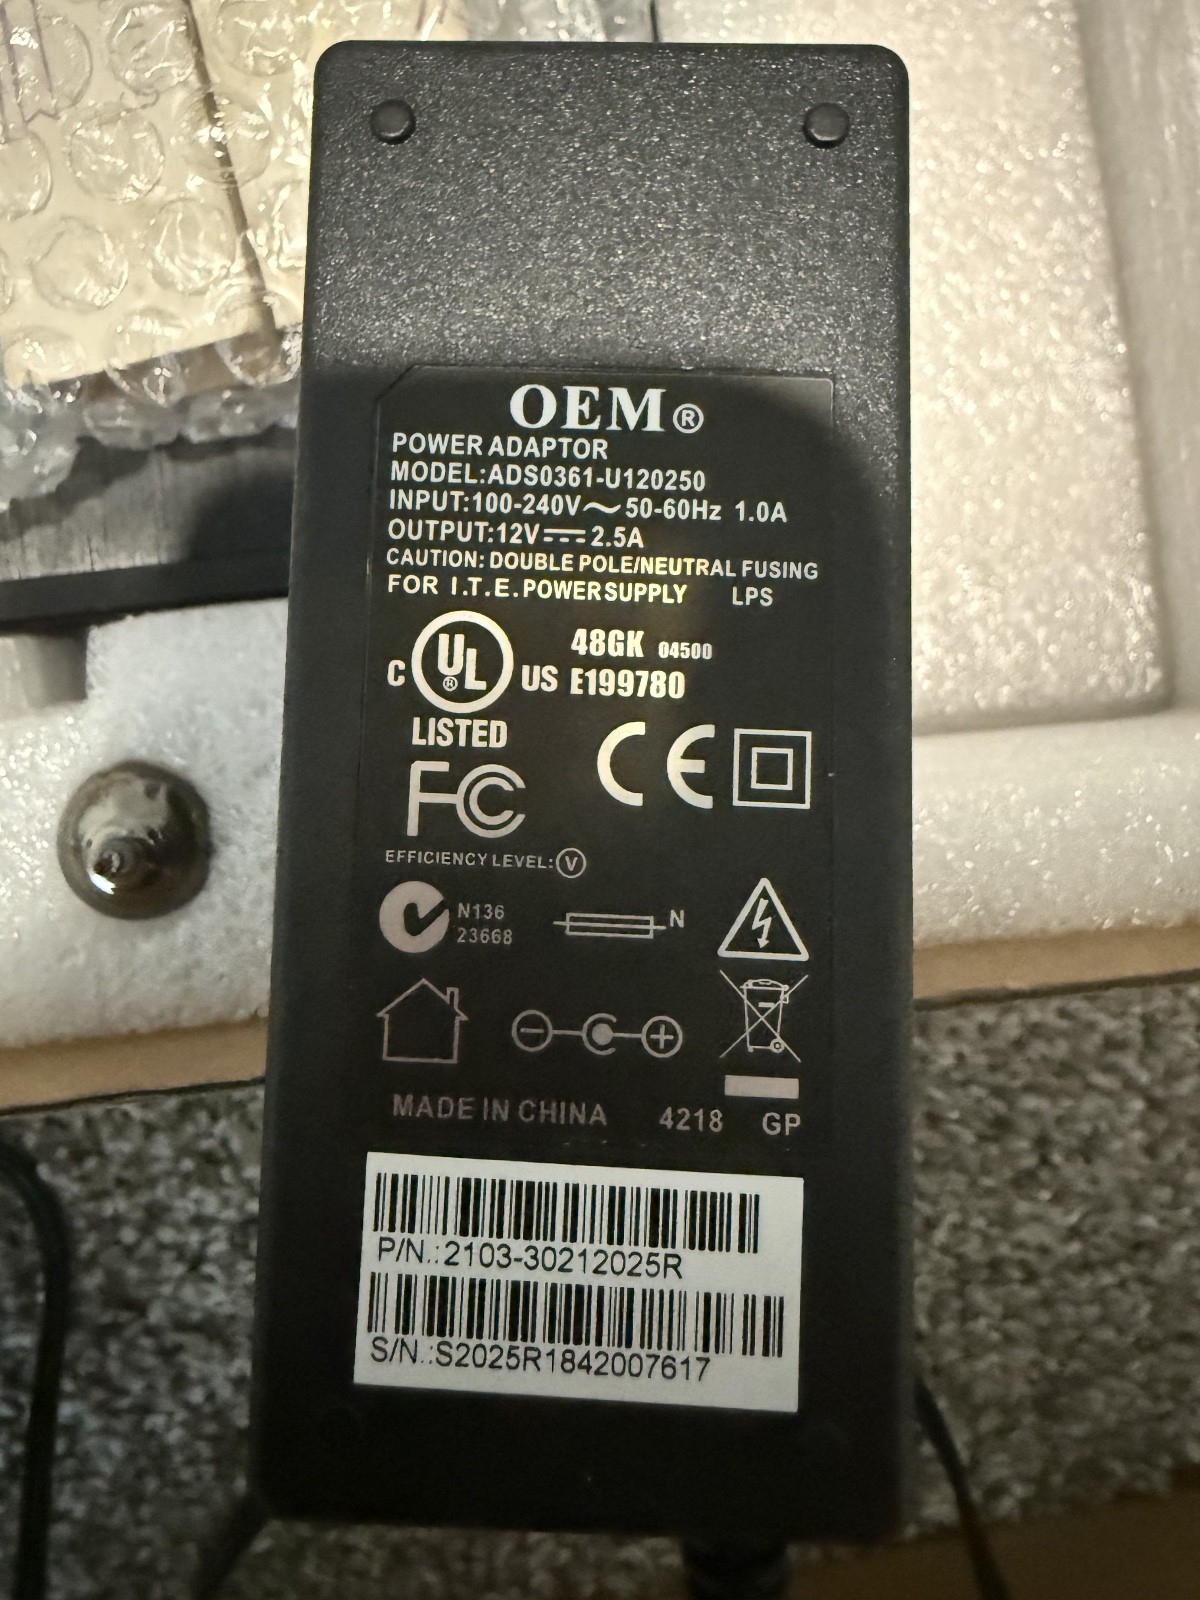 OEM®
POWER ADAPTOR
MODEL:ADS0361-U120250
INPUT:100-240V～50-60Hz 1.0A
OUTPUT:12V⎓2.5A
CAUTION: DOUBLE POLE/NEUTRAL FUSING
FOR I.T.E.POWER SUPPLY LPS
C UL® US
LISTED
48GK 04500
E199780
FC
CE
EFFICIENCY LEVEL:Ⓥ
N136
23668
N
MADE IN CHINA 4218 GP
P/N.:2103-30212025R
S/N.:S2025R1842007617